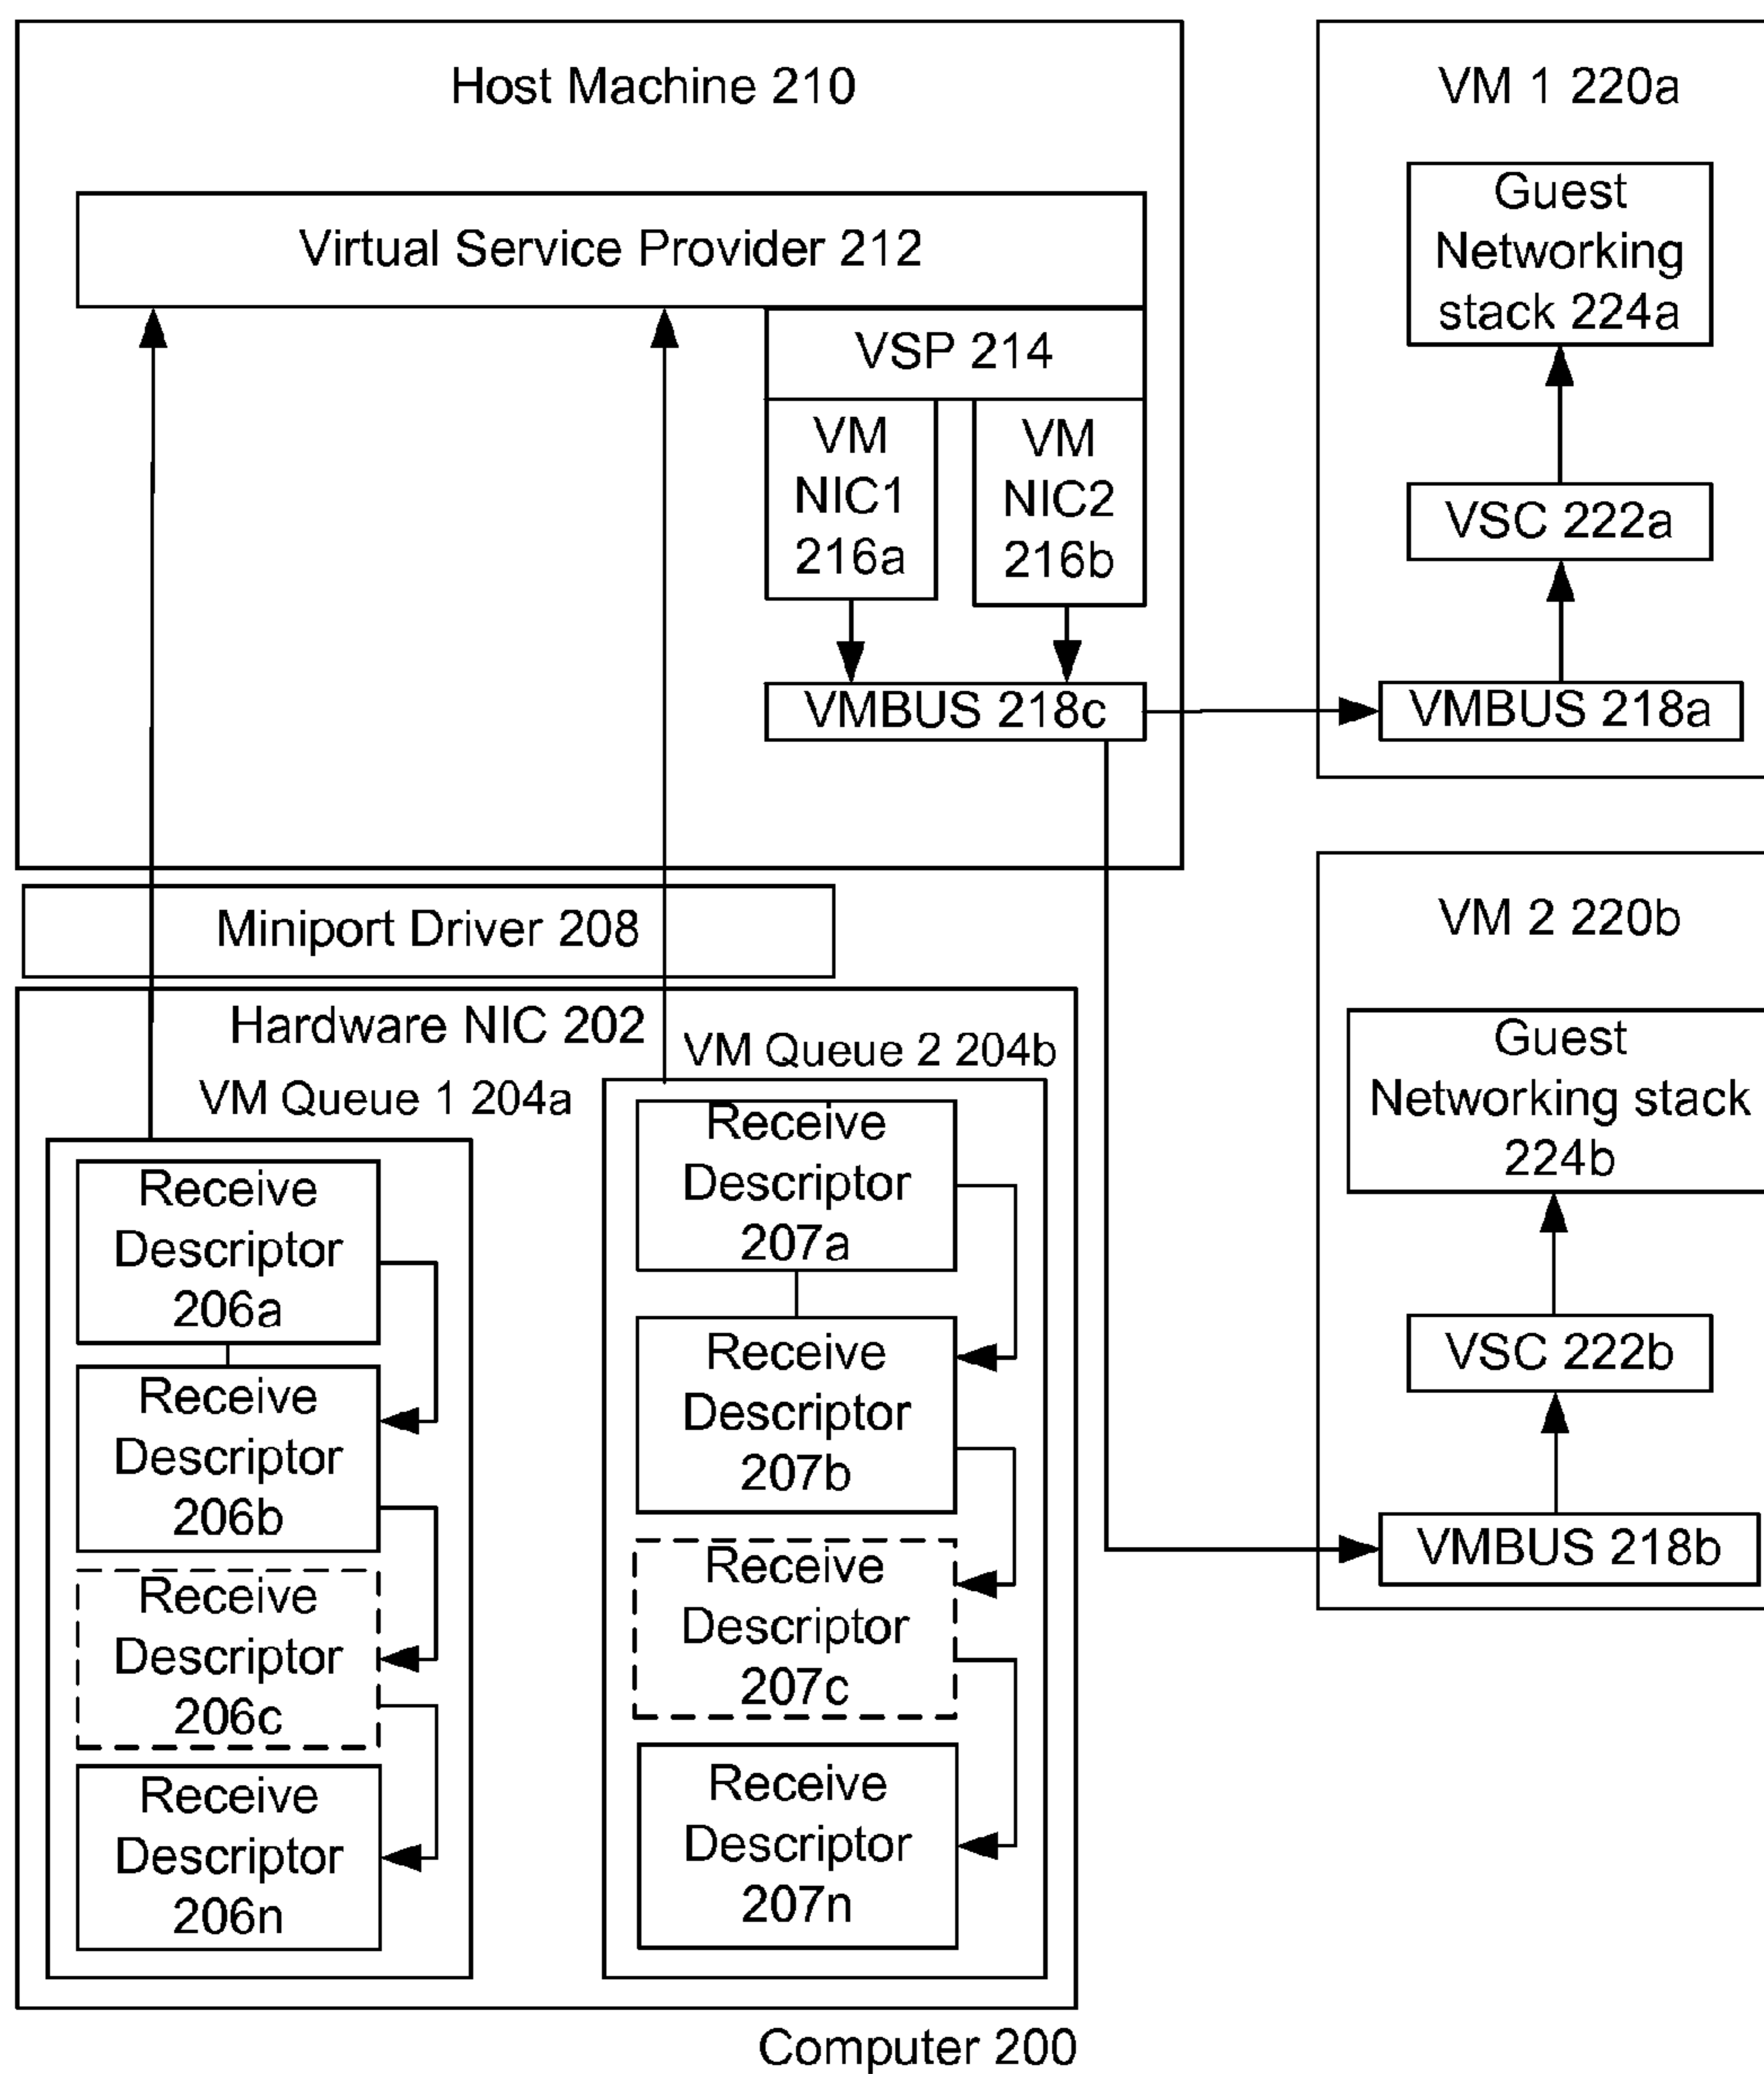 Host Machine 210
Virtual Service Provider 212
VSP 214
VM
NIC1
216a
VM
NIC2
216b
VMBUS 218c
VM 1 220a
Guest
Networking
stack 224a
VSC 222a
VMBUS 218a
Miniport Driver 208
Hardware NIC 202
VM Queue 1 204a
Receive
Descriptor
206a
Receive
Descriptor
206b
Receive
Descriptor
206c
Receive
Descriptor
206n
VM Queue 2 204b
Receive
Descriptor
207a
Receive
Descriptor
207b
Receive
Descriptor
207c
Receive
Descriptor
207n
VM 2 220b
Guest
Networking stack
224b
VSC 222b
VMBUS 218b
Computer 200